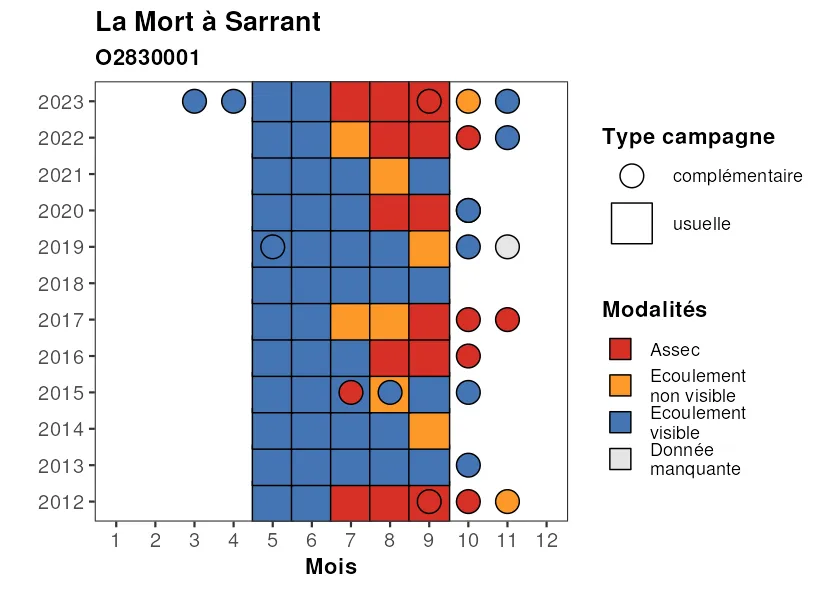 La Mort à Sarrant
O2830001
2023
2022
2021
2020
2019
2018
2017
2016
2015
2014
2013
2012
1 2 3 4 5 6 7 8 9 10 11 12
Mois
Type campagne
complémentaire
usuelle
Modalités
Assec
Ecoulement
non visible
Ecoulement
visible
Donnée
manquante